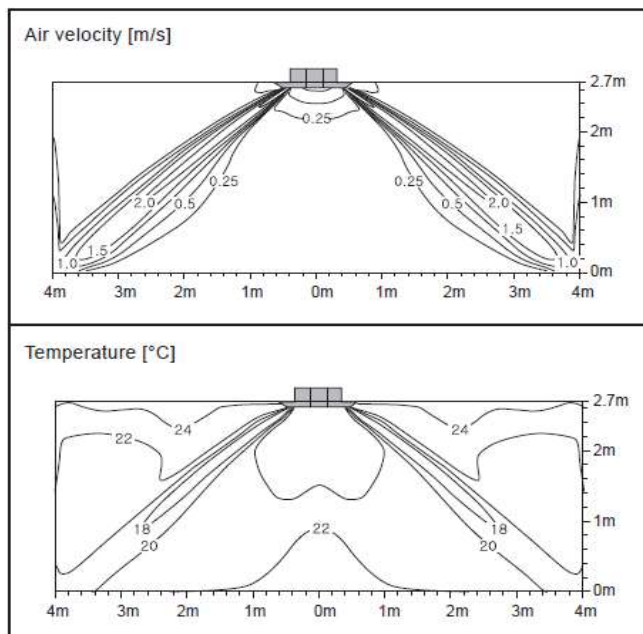 Air velocity [m/s]
2.7m
0.25
2m
0.25 0.25
2.0 0.5 0.5 2.0 1m
1.5 1.5
1.0 1.0 0m
4m 3m 2m 1m 0m 1m 2m 3m 4m
Temperature [°C]
2.7m
24 24
22 2m
18 18 1m
20 22 20
0m
4m 3m 2m 1m 0m 1m 2m 3m 4m